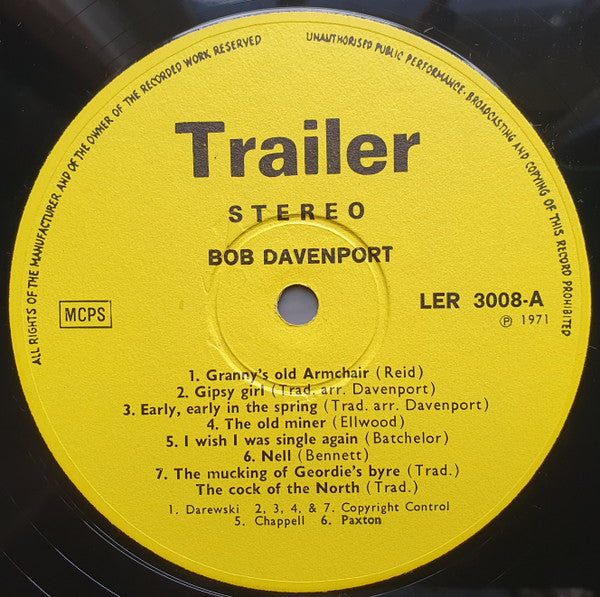 ALL RIGHTS OF THE MANUFACTURER AND OF THE OWNER OF THE RECORDED WORK RESERVED
UNAUTHORISED PUBLIC PERFORMANCE · BROADCASTING AND COPYING OF THIS RECORD PROHIBITED
Trailer
STEREO
BOB DAVENPORT
MCPS
LER 3008-A
℗ 1971
1. Granny's old Armchair (Reid)
2. Gipsy girl (Trad. arr. Davenport)
3. Early, early in the spring (Trad. arr. Davenport)
4. The old miner (Ellwood)
5. I wish I was single again (Batchelor)
6. Nell (Bennett)
7. The mucking of Geordie's byre (Trad.)
The cock of the North (Trad.)
1. Darewski 2, 3, 4, & 7. Copyright Control
5. Chappell 6. Paxton